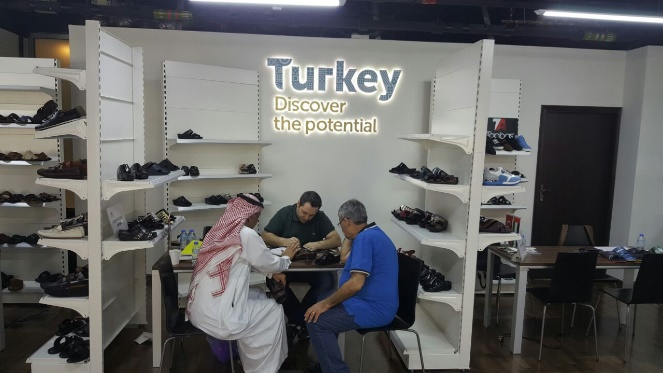 Turkey
Discover
the potential